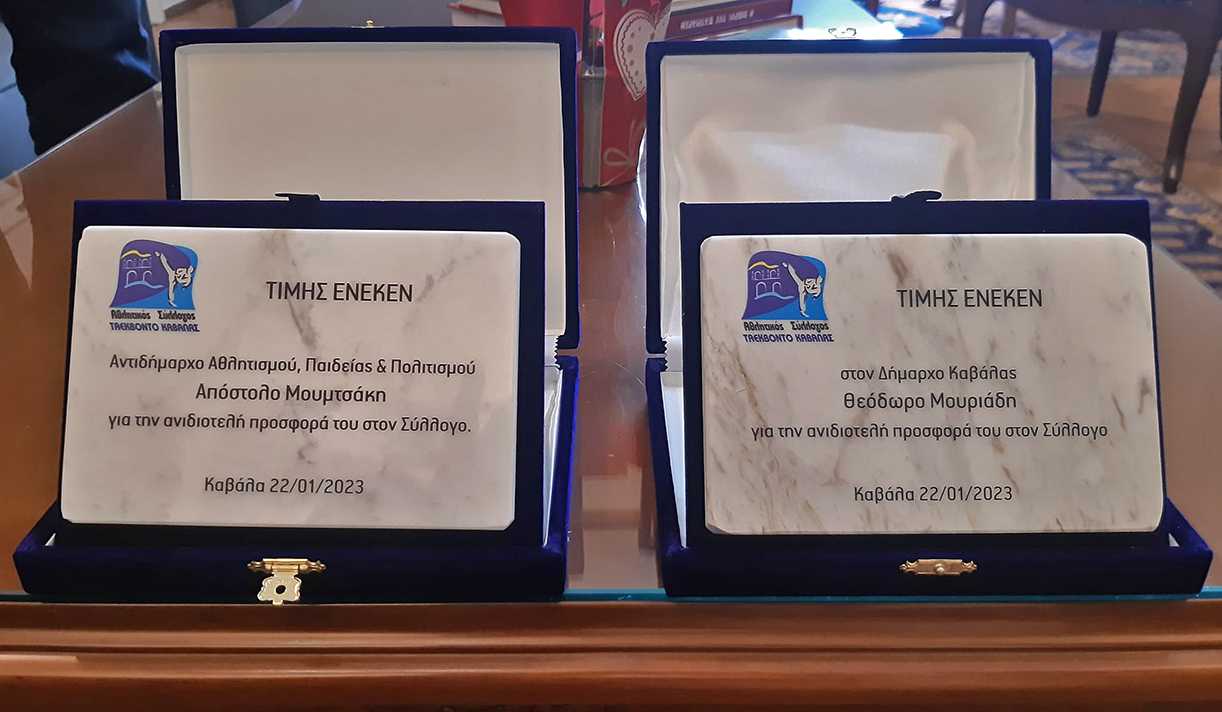 Αθλητικός Σύλλογος
ΤΑΕΚΒΟΝΤΟ ΚΑΒΑΛΑΣ
ΤΙΜΗΣ ΕΝΕΚΕΝ
Αντιδήμαρχο Αθλητισμού, Παιδείας & Πολιτισμού
Απόστολο Μουμτσάκη
για την ανιδιοτελή προσφορά του στον Σύλλογο.
Καβάλα 22/01/2023
Αθλητικός Σύλλογος
ΤΑΕΚΒΟΝΤΟ ΚΑΒΑΛΑΣ
ΤΙΜΗΣ ΕΝΕΚΕΝ
στον Δήμαρχο Καβάλας
Θεόδωρο Μουριάδη
για την ανιδιοτελή προσφορά του στον Σύλλογο
Καβάλα 22/01/2023